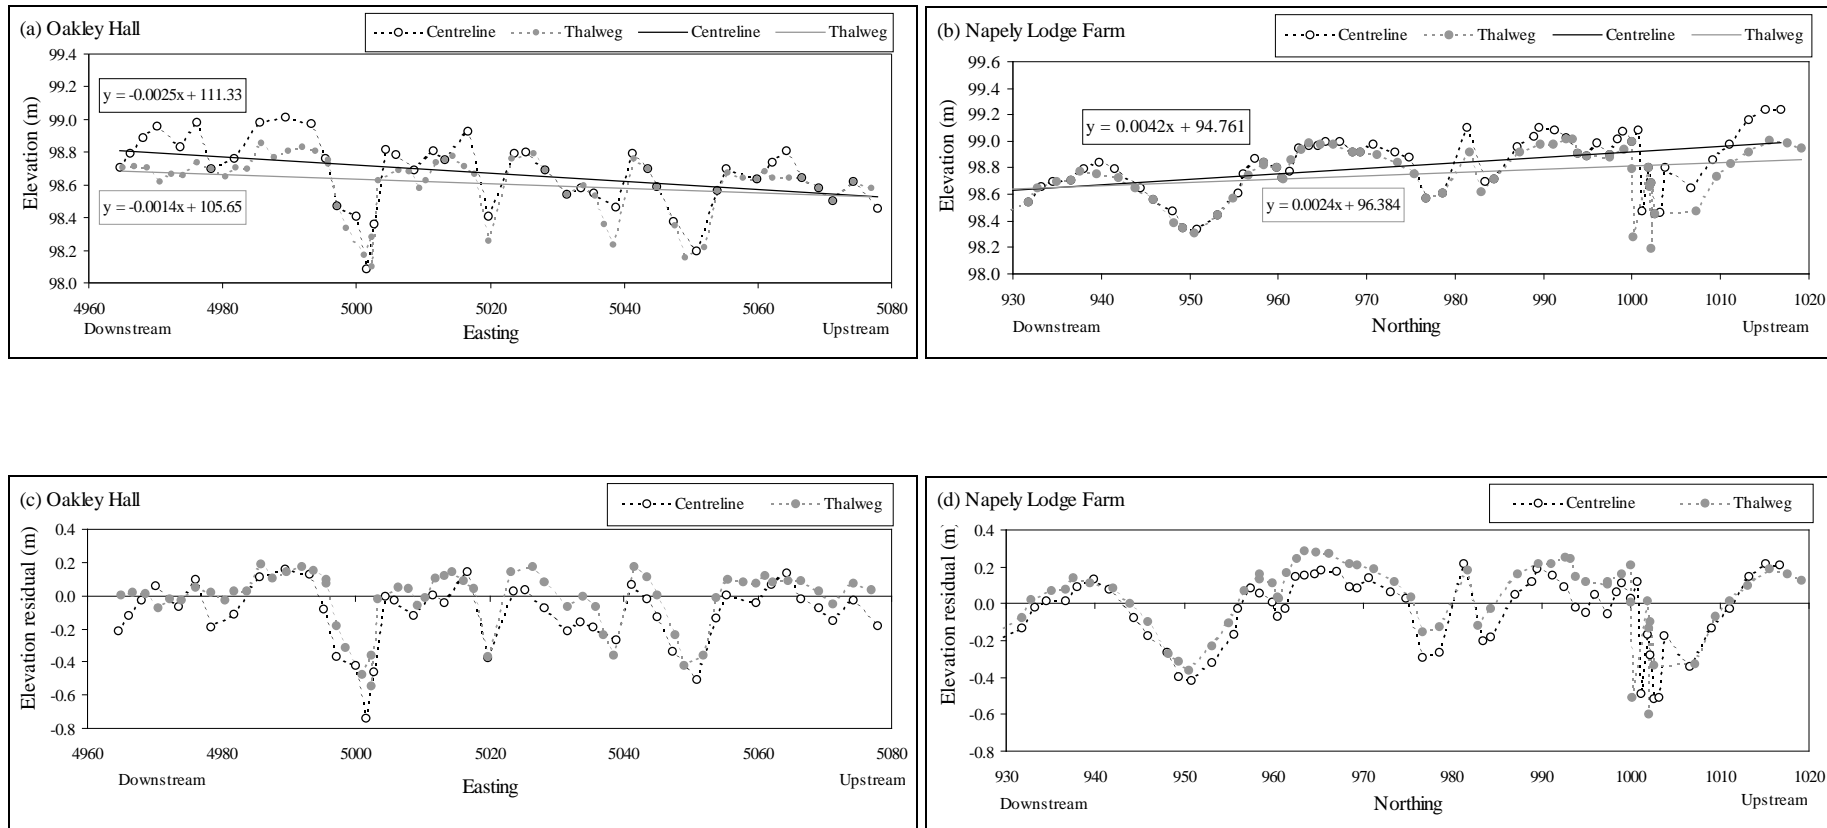 (a) Oakley Hall
Centreline Thalweg Centreline Thalweg
99.4
99.2
99.0
98.8
98.6
98.4
98.2
98.0
Elevation (m)
y = -0.0025x + 111.33
y = -0.0014x + 105.65
4960 4980 5000 5020 5040 5060 5080
Downstream Easting Upstream
(b) Napely Lodge Farm
Centreline Thalweg Centreline Thalweg
99.6
99.4
99.2
99.0
98.8
98.6
98.4
98.2
98.0
Elevation (m)
y = 0.0042x + 94.761
y = 0.0024x + 96.384
930 940 950 960 970 980 990 1000 1010 1020
Downstream Northing Upstream
(c) Oakley Hall
Centreline Thalweg
0.4
0.2
0.0
-0.2
-0.4
-0.6
-0.8
Elevation residual (m)
4960 4980 5000 5020 5040 5060 5080
Downstream Easting Upstream
(d) Napely Lodge Farm
Centreline Thalweg
0.4
0.2
0.0
-0.2
-0.4
-0.6
-0.8
Elevation residual (m)
930 940 950 960 970 980 990 1000 1010 1020
Downstream Northing Upstream